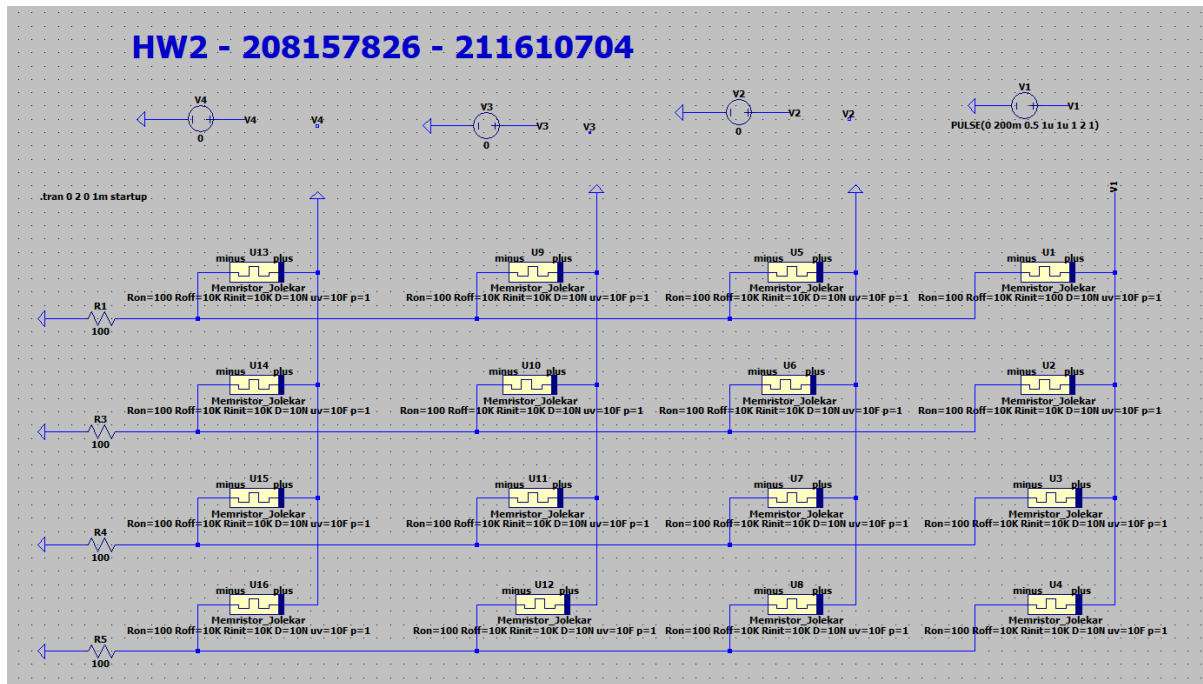 HW2 - 208157826 - 211610704
V4
V4
V4
0
V3
V3
V3
0
V2
V2
V2
0
V1
V1
PULSE(0 200m 0.5 1u 1u 1 2 1)
.tran 0 2 0 1m startup
V1
U13
minus plus
Memristor_Jolekar
Ron=100 Roff=10K Rinit=10K D=10N uv=10F p=1
U9
minus plus
Memristor_Jolekar
Ron=100 Roff=10K Rinit=10K D=10N uv=10F p=1
U5
minus plus
Memristor_Jolekar
Ron=100 Roff=10K Rinit=10K D=10N uv=10F p=1
U1
minus plus
Memristor_Jolekar
Ron=100 Roff=10K Rinit=100 D=10N uv=10F p=1
R1
100
U14
minus plus
Memristor_Jolekar
Ron=100 Roff=10K Rinit=10K D=10N uv=10F p=1
U10
minus plus
Memristor_Jolekar
Ron=100 Roff=10K Rinit=10K D=10N uv=10F p=1
U6
minus plus
Memristor_Jolekar
Ron=100 Roff=10K Rinit=10K D=10N uv=10F p=1
U2
minus plus
Memristor_Jolekar
Ron=100 Roff=10K Rinit=10K D=10N uv=10F p=1
R3
100
U15
minus plus
Memristor_Jolekar
Ron=100 Roff=10K Rinit=10K D=10N uv=10F p=1
U11
minus plus
Memristor_Jolekar
Ron=100 Roff=10K Rinit=10K D=10N uv=10F p=1
U7
minus plus
Memristor_Jolekar
Ron=100 Roff=10K Rinit=10K D=10N uv=10F p=1
U3
minus plus
Memristor_Jolekar
Ron=100 Roff=10K Rinit=10K D=10N uv=10F p=1
R4
100
U16
minus plus
Memristor_Jolekar
Ron=100 Roff=10K Rinit=10K D=10N uv=10F p=1
U12
minus plus
Memristor_Jolekar
Ron=100 Roff=10K Rinit=10K D=10N uv=10F p=1
U8
minus plus
Memristor_Jolekar
Ron=100 Roff=10K Rinit=10K D=10N uv=10F p=1
U4
minus plus
Memristor_Jolekar
Ron=100 Roff=10K Rinit=10K D=10N uv=10F p=1
R5
100